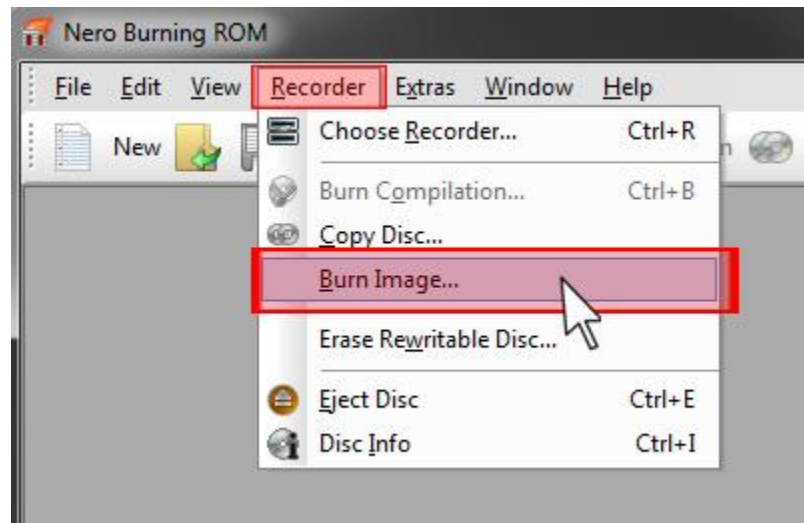 Nero Burning ROM
File Edit View Recorder Extras Window Help
New
Choose Recorder... Ctrl+R
Burn Compilation... Ctrl+B
Copy Disc...
Burn Image...
Erase Rewritable Disc...
Eject Disc Ctrl+E
Disc Info Ctrl+I